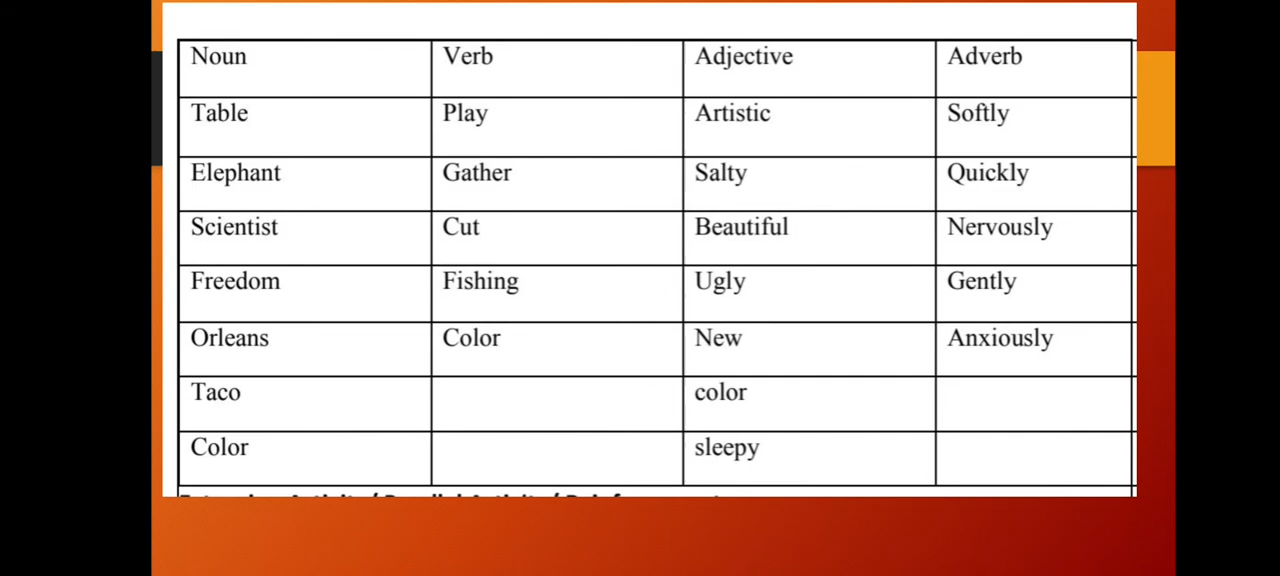 Noun Verb Adjective Adverb
Table Play Artistic Softly
Elephant Gather Salty Quickly
Scientist Cut Beautiful Nervously
Freedom Fishing Ugly Gently
Orleans Color New Anxiously
Taco color
Color sleepy